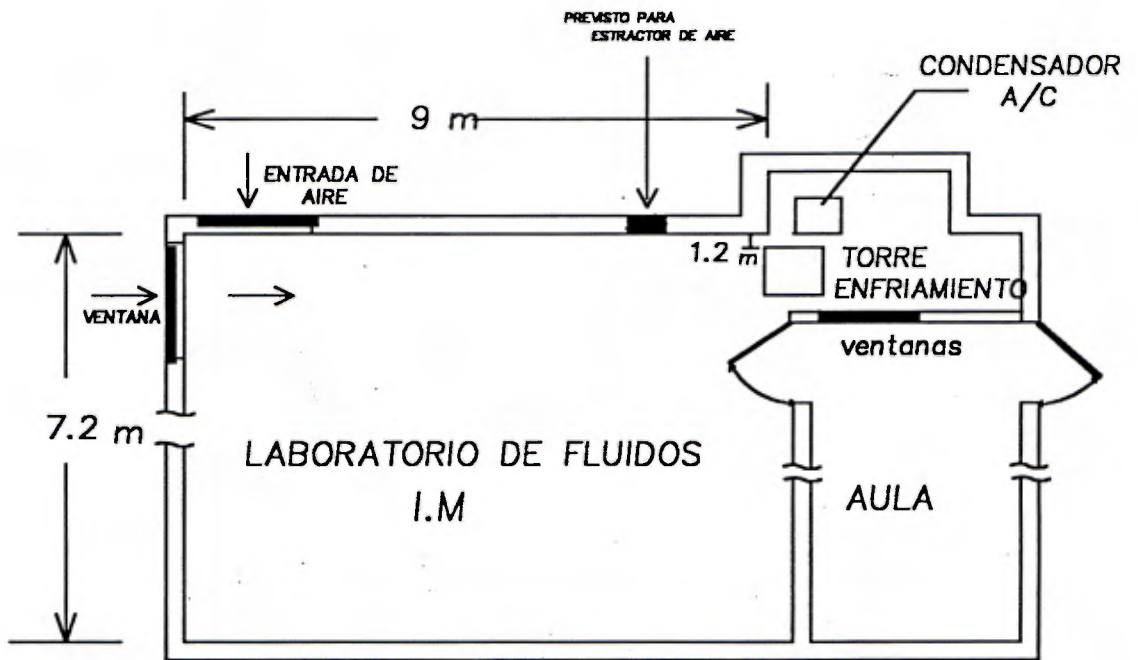 PREVISTO PARA
ESTRACTOR DE AIRE
CONDENSADOR
A/C
9 m
ENTRADA DE
AIRE
1.2 m
TORRE
ENFRIAMIENTO
VENTANA
ventanas
7.2 m
LABORATORIO DE FLUIDOS
I.M
AULA